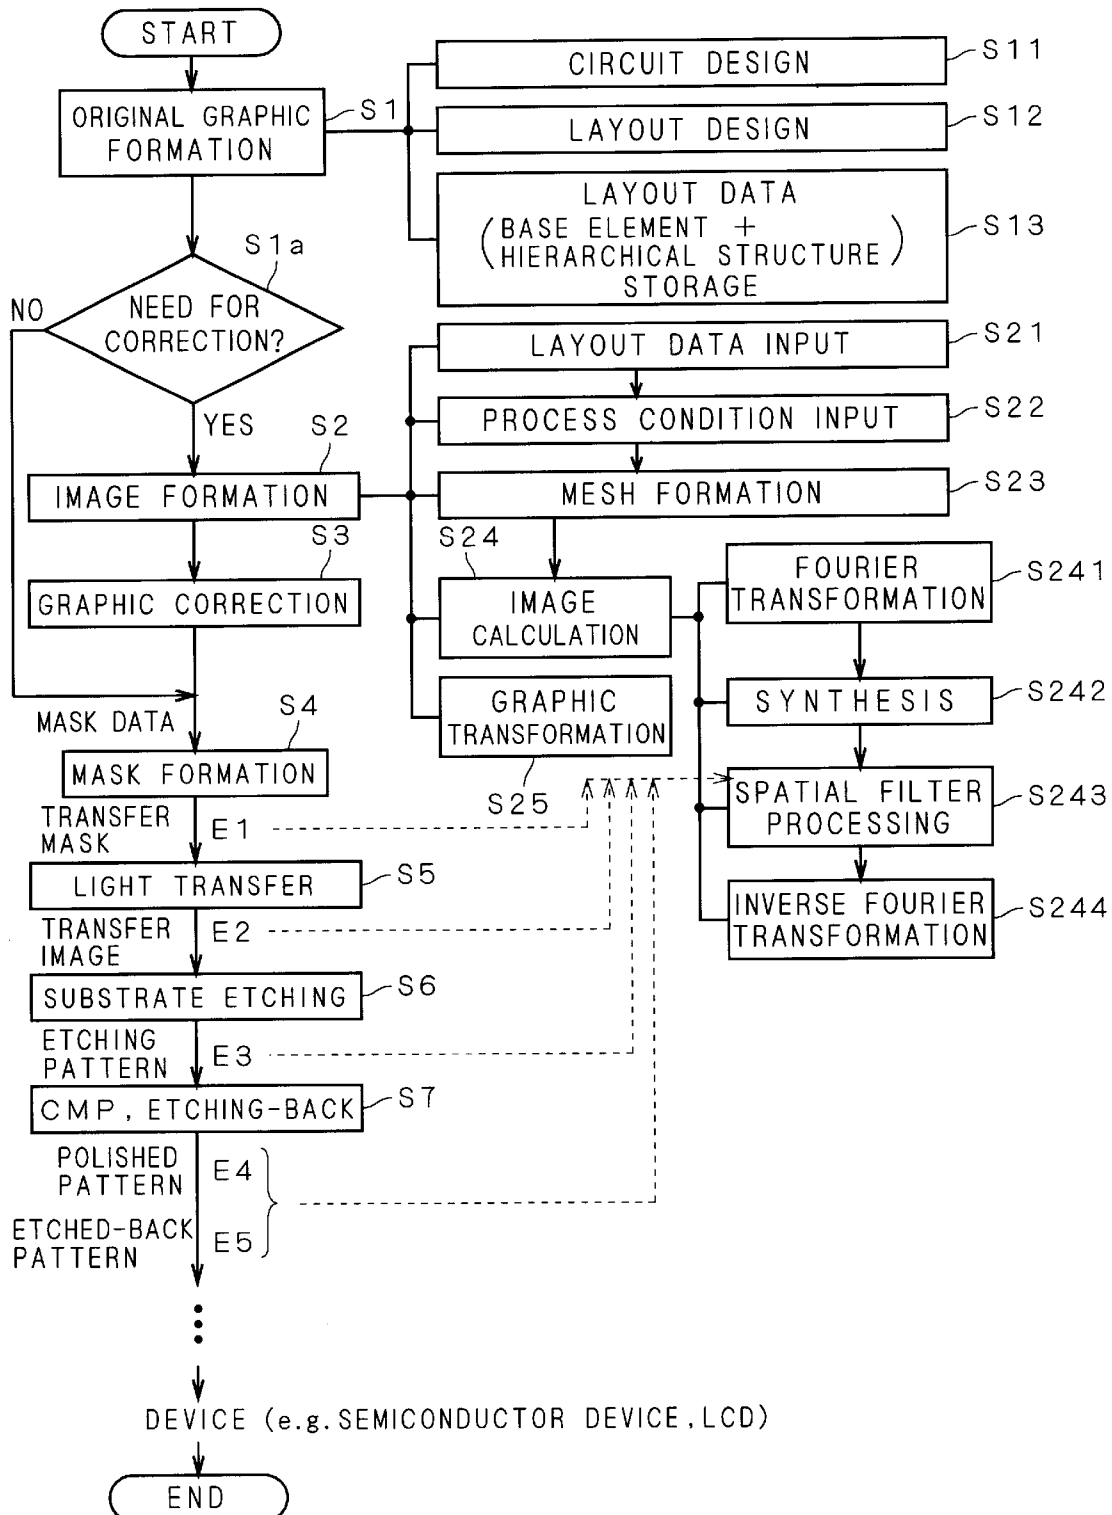 START
ORIGINAL GRAPHIC
FORMATION
S1
CIRCUIT DESIGN
S11
LAYOUT DESIGN
S12
LAYOUT DATA
(BASE ELEMENT +
HIERARCHICAL STRUCTURE)
STORAGE
S13
S1a
NEED FOR
CORRECTION?
NO
YES
S2
IMAGE FORMATION
LAYOUT DATA INPUT
S21
PROCESS CONDITION INPUT
S22
MESH FORMATION
S23
S3
GRAPHIC CORRECTION
S24
IMAGE
CALCULATION
FOURIER
TRANSFORMATION
S241
SYNTHESIS
S242
GRAPHIC
TRANSFORMATION
S25
SPATIAL FILTER
PROCESSING
S243
INVERSE FOURIER
TRANSFORMATION
S244
MASK DATA
S4
MASK FORMATION
TRANSFER
MASK
E1
LIGHT TRANSFER
S5
TRANSFER
IMAGE
E2
SUBSTRATE ETCHING
S6
ETCHING
PATTERN
E3
CMP, ETCHING-BACK
S7
POLISHED
PATTERN
E4
ETCHED-BACK
PATTERN
E5
DEVICE (e.g. SEMICONDUCTOR DEVICE, LCD)
END